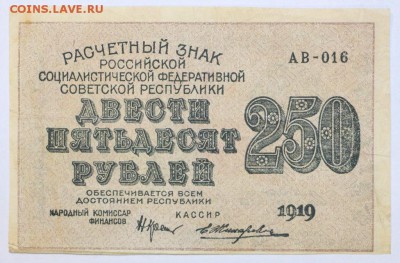 COINS.LAVE.RU
РАСЧЕТНЫЙ ЗНАК
РОССИЙСКОЙ
СОЦИАЛИСТИЧЕСКОЙ ФЕДЕРАТИВНОЙ
СОВЕТСКОЙ РЕСПУБЛИКИ
АВ-016
ДВЕСТИ
ПЯТЬДЕСЯТ
РУБЛЕЙ
250
ОБЕСПЕЧИВАЕТСЯ ВСЕМ
ДОСТОЯНИЕМ РЕСПУБЛИКИ
НАРОДНЫЙ КОМИССАР
ФИНАНСОВ
КАССИР
1919